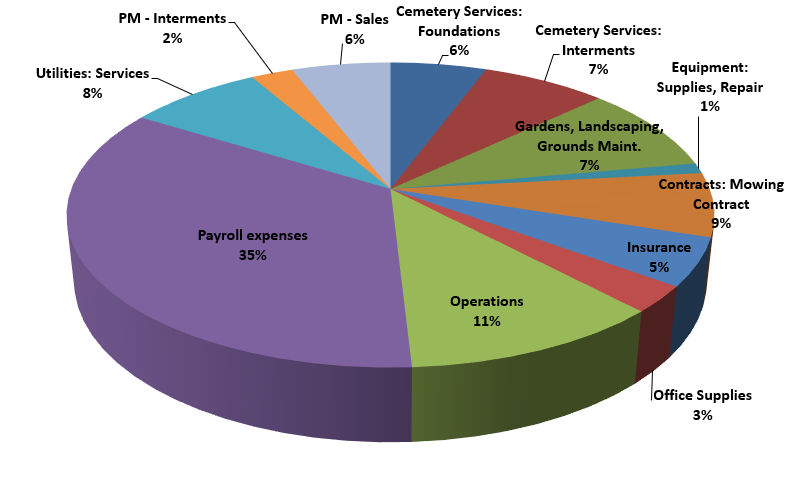 Cemetery Services:
Foundations
6%
Cemetery Services:
Interments
7%
Equipment:
Supplies, Repair
1%
Gardens, Landscaping,
Grounds Maint.
7%
Contracts: Mowing
Contract
9%
Insurance
5%
Office Supplies
3%
Operations
11%
Payroll expenses
35%
Utilities: Services
8%
PM - Interments
2%
PM - Sales
6%